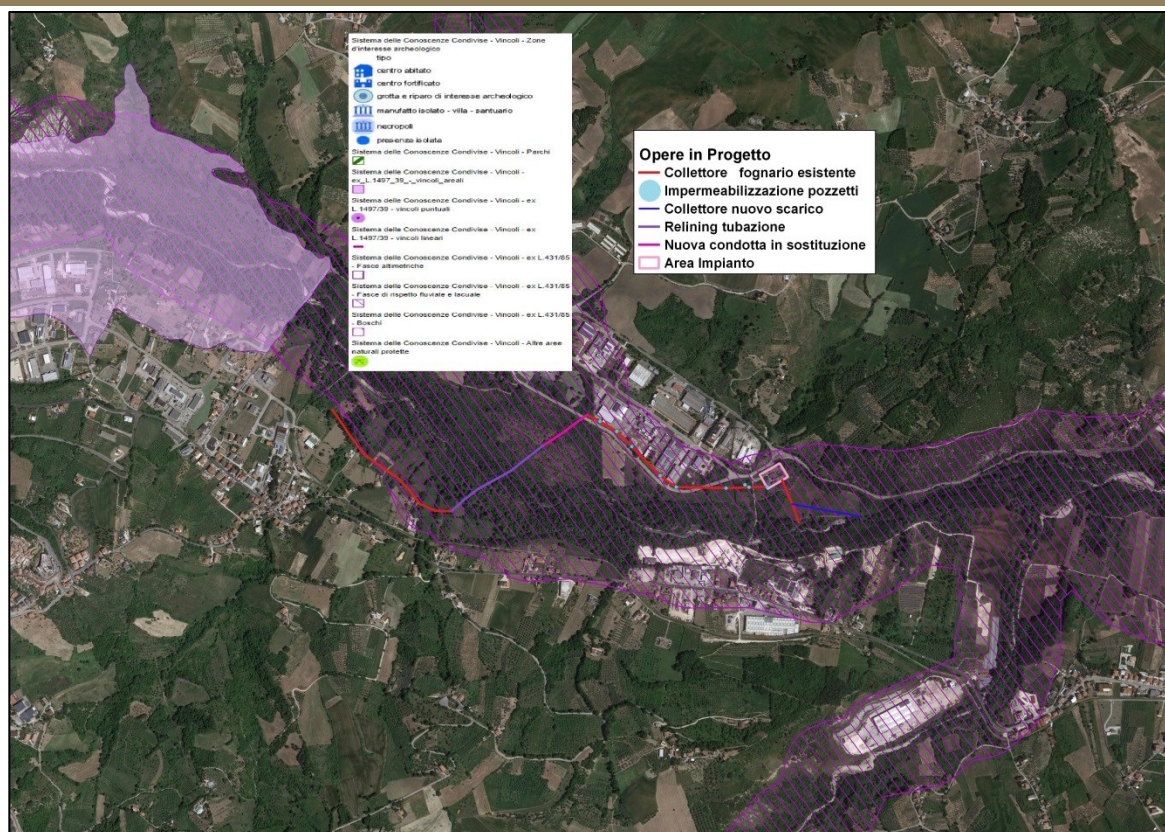 Sistema delle Conoscenze Condivise - Vincoli - Zone
d'interesse archeologico
tipo
centro abitato
centro fortificato
grotta e riparo di interesse archeologico
manufatto isolato - villa - santuario
necropoli
presenza isolata
Sistema delle Conoscenze Condivise - Vincoli - Parchi
Sistema delle Conoscenze Condivise - Vincoli -
ex_L.1497_39_-_vincoli_areali
Sistema delle Conoscenze Condivise - Vincoli - ex
L.1497/39 - vincoli puntuali
Sistema delle Conoscenze Condivise - Vincoli - ex
L.1497/39 - vincoli lineari
Sistema delle Conoscenze Condivise - Vincoli - ex L.431/85
- Fasce altimetriche
Sistema delle Conoscenze Condivise - Vincoli - ex L.431/85
- Fasce di rispetto fluviale e lacuale
Sistema delle Conoscenze Condivise - Vincoli - ex L.431/85
- Boschi
Sistema delle Conoscenze Condivise - Vincoli - Altre aree
naturali protette
Opere in Progetto
Collettore fognario esistente
Impermeabilizzazione pozzetti
Collettore nuovo scarico
Relining tubazione
Nuova condotta in sostituzione
Area Impianto